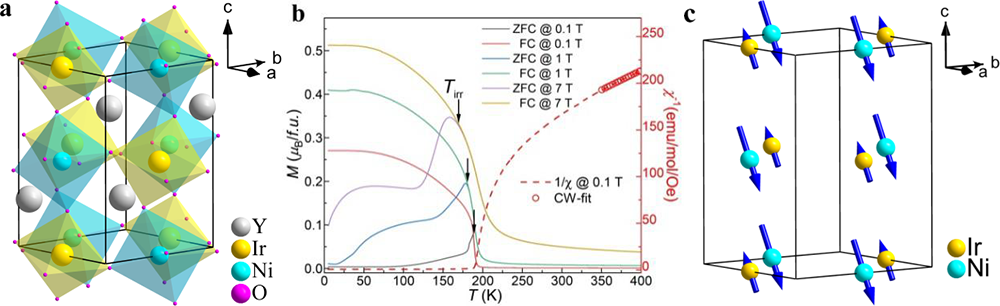 a
c
b
a
Y
Ir
Ni
O
b
ZFC @ 0.1 T
FC @ 0.1 T
ZFC @ 1 T
FC @ 1 T
ZFC @ 7 T
FC @ 7 T
Tirr
M (μB/f.u.)
0.5
0.4
0.3
0.2
0.1
0.0
0 50 100 150 200 250 300 350 400
T (K)
250
200
150
100
50
0
χ-1(emu/mol/Oe)
1/χ @ 0.1 T
CW-fit
c
c
b
a
Ir
Ni